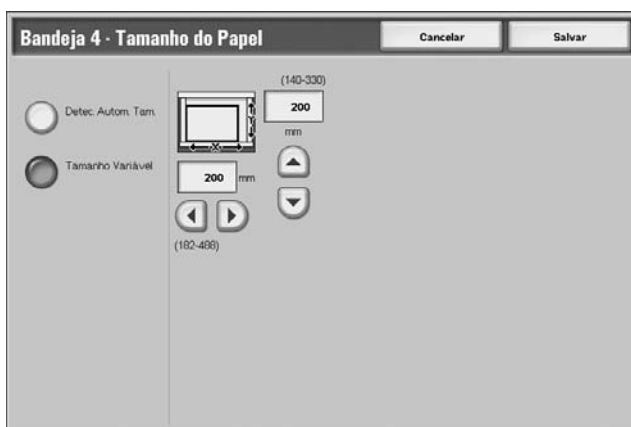 Bandeja 4 - Tamanho do Papel
Cancelar
Salvar
Detec. Autom. Tam.
Tamanho Variável
(140-330)
200
mm
Y
X
200 mm
(182-488)